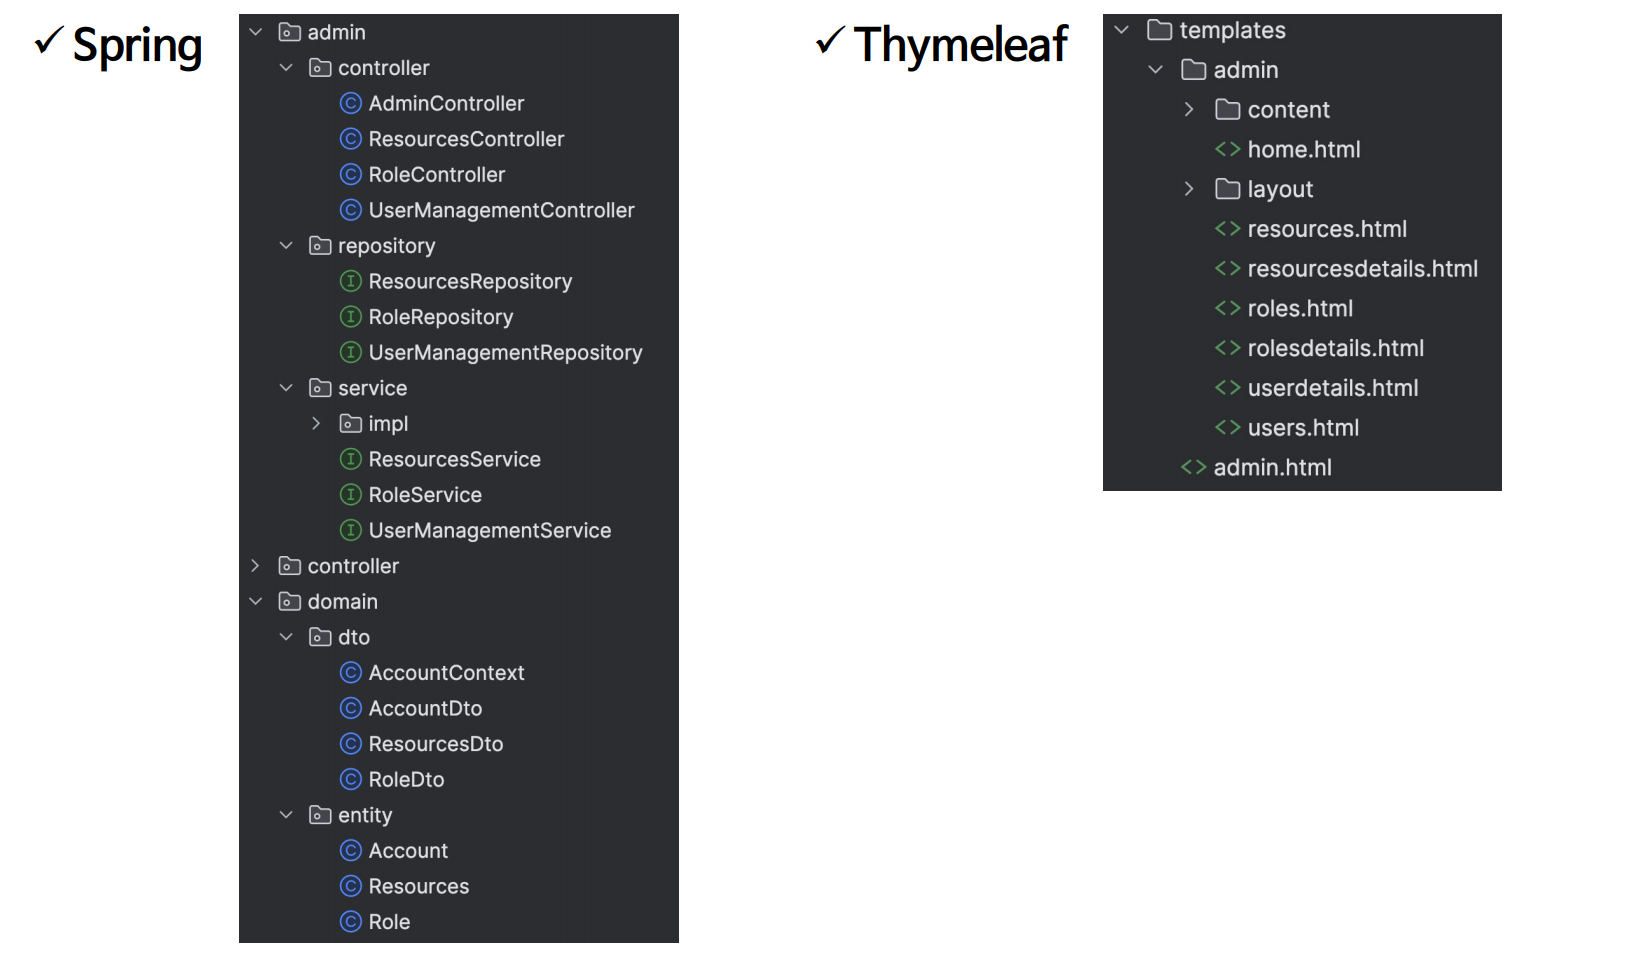 ✓ Spring
admin
controller
AdminController
ResourcesController
RoleController
UserManagementController
repository
ResourcesRepository
RoleRepository
UserManagementRepository
service
impl
ResourcesService
RoleService
UserManagementService
controller
domain
dto
AccountContext
AccountDto
ResourcesDto
RoleDto
entity
Account
Resources
Role
✓ Thymeleaf
templates
admin
content
home.html
layout
resources.html
resourcesdetails.html
roles.html
rolesdetails.html
userdetails.html
users.html
admin.html